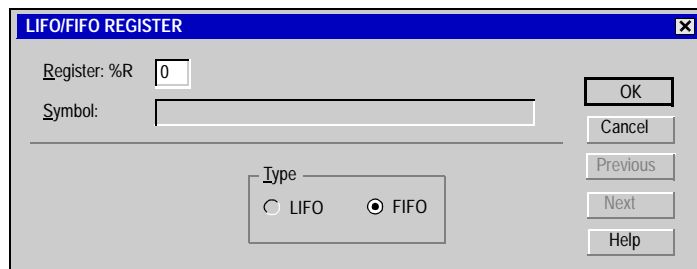 LIFO/FIFO REGISTER
Register: %R 0
Symbol:
OK
Cancel
Previous
Next
Help
Type
LIFO FIFO